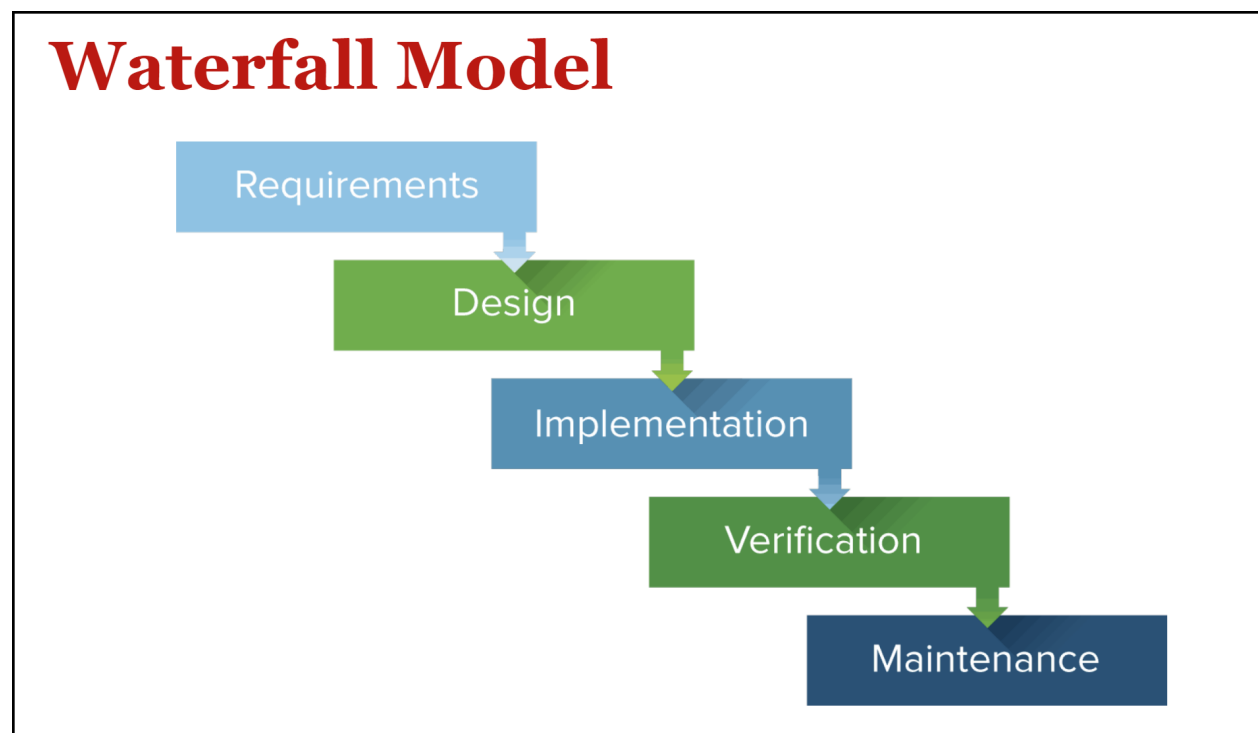 Waterfall Model
Requirements
Design
Implementation
Verification
Maintenance